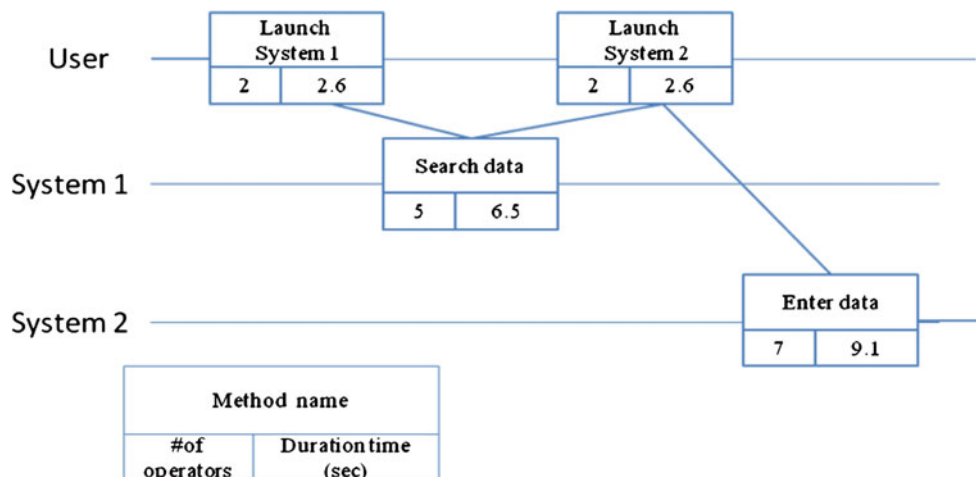 User
Launch
System 1
2
2.6
Launch
System 2
2
2.6
System 1
Search data
5
6.5
System 2
Enter data
7
9.1
Method name
#of
operators
Duration time
(sec)